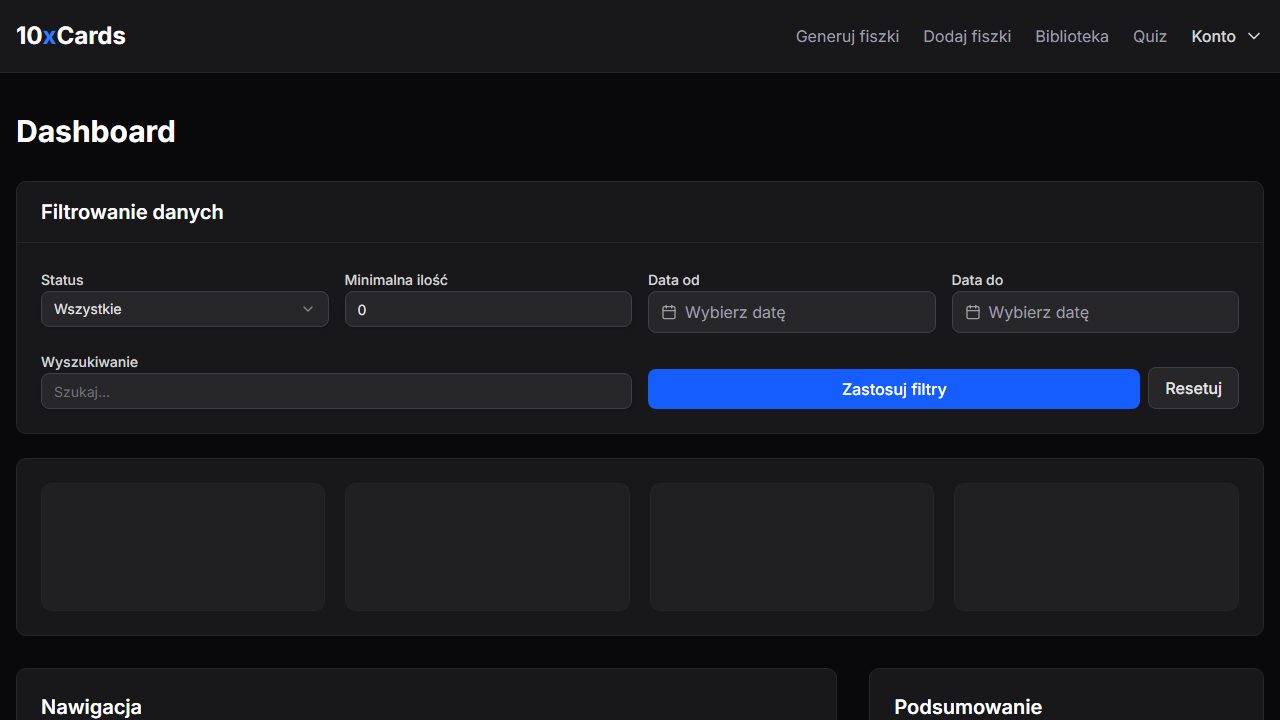 10xCards
Generuj fiszki
Dodaj fiszki
Biblioteka
Quiz
Konto
Dashboard
Filtrowanie danych
Status
Minimalna ilość
Data od
Data do
Wszystkie
0
Wybierz datę
Wybierz datę
Wyszukiwanie
Szukaj...
Zastosuj filtry
Resetuj
Nawigacja
Podsumowanie